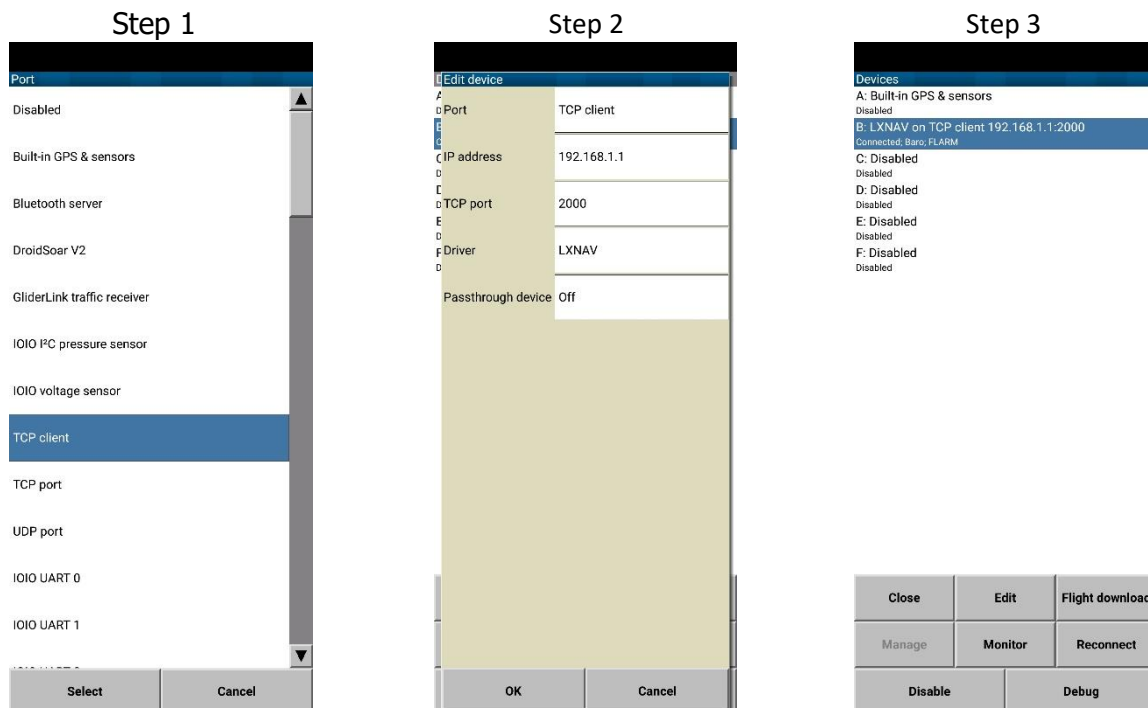 Step 1
Port
Disabled
Built-in GPS & sensors
Bluetooth server
DroidSoar V2
GliderLink traffic receiver
IOIO I²C pressure sensor
IOIO voltage sensor
TCP client
TCP port
UDP port
IOIO UART 0
IOIO UART 1
Select Cancel
Step 2
Edit device
Port TCP client
IP address 192.168.1.1
TCP port 2000
Driver LXNAV
Passthrough device Off
OK Cancel
Step 3
Devices
A: Built-in GPS & sensors
Disabled
B: LXNAV on TCP client 192.168.1.1:2000
Connected; Baro; FLARM
C: Disabled
Disabled
D: Disabled
Disabled
E: Disabled
Disabled
F: Disabled
Disabled
Close Edit Flight download
Manage Monitor Reconnect
Disable Debug